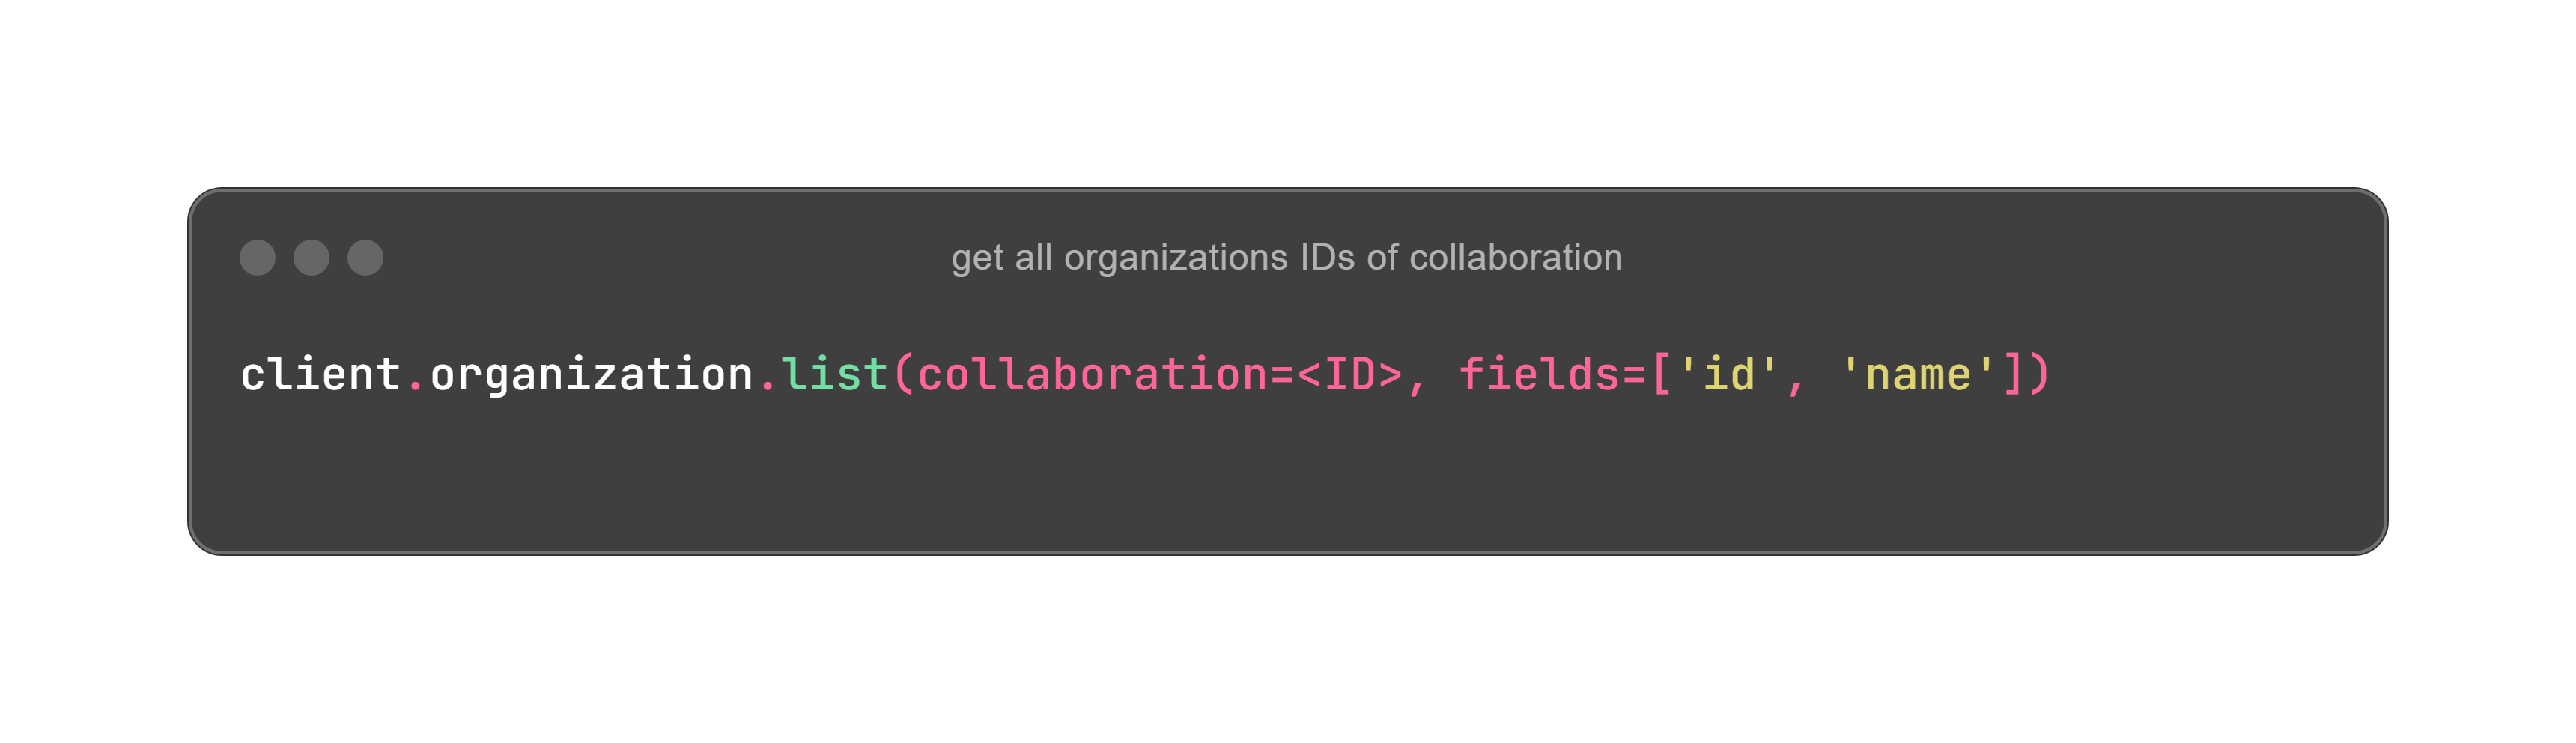 get all organizations IDs of collaboration
client.organization.list(collaboration=<ID>, fields=['id', 'name'])